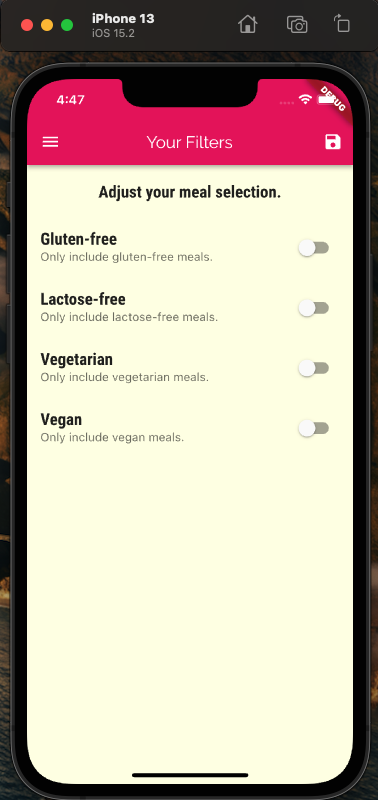 iPhone 13
iOS 15.2
4:47
DEBUG
Your Filters
Adjust your meal selection.
Gluten-free
Only include gluten-free meals.
Lactose-free
Only include lactose-free meals.
Vegetarian
Only include vegetarian meals.
Vegan
Only include vegan meals.